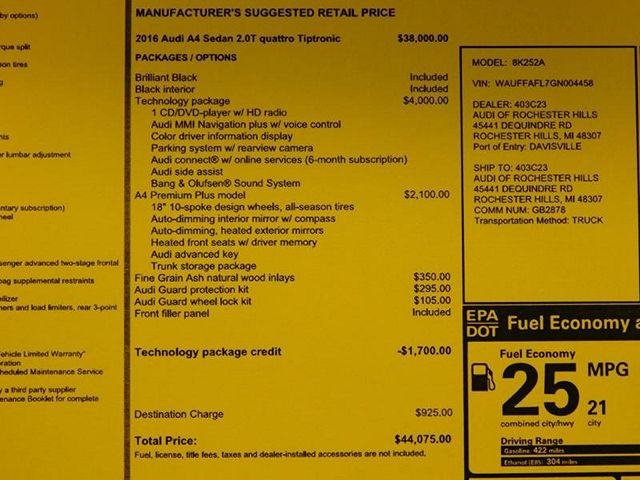 by options)
rque split
on tires
g
nts
er lumbar adjustment
ntary subscription)
heel
senger advanced two-stage frontal
bag supplemental restraints
bilizer
ners and load limiters, rear 3-point
Vehicle Limited Warranty*
oration
heduled Maintenance Service
y a third party supplier
tenance Booklet for complete
MANUFACTURER'S SUGGESTED RETAIL PRICE
2016 Audi A4 Sedan 2.0T quattro Tiptronic $38,000.00
PACKAGES / OPTIONS
Brilliant Black Included
Black interior Included
Technology package $4,000.00
1 CD/DVD-player w/ HD radio
Audi MMI Navigation plus w/ voice control
Color driver information display
Parking system w/ rearview camera
Audi connect® w/ online services (6-month subscription)
Audi side assist
Bang & Olufsen® Sound System
A4 Premium Plus model $2,100.00
18" 10-spoke design wheels, all-season tires
Auto-dimming interior mirror w/ compass
Auto-dimming, heated exterior mirrors
Heated front seats w/ driver memory
Audi advanced key
Trunk storage package
Fine Grain Ash natural wood inlays $350.00
Audi Guard protection kit $295.00
Audi Guard wheel lock kit $105.00
Front filler panel Included
Technology package credit -$1,700.00
Destination Charge $925.00
Total Price: $44,075.00
Fuel, license, title fees, taxes and dealer-installed accessories are not included.
MODEL: 8K252A
VIN: WAUFFAFL7GN004458
DEALER: 403C23
AUDI OF ROCHESTER HILLS
45441 DEQUINDRE RD
ROCHESTER HILLS, MI 48307
Port of Entry: DAVISVILLE
SHIP TO: 403C23
AUDI OF ROCHESTER HILLS
45441 DEQUINDRE RD
ROCHESTER HILLS, MI 48307
COMM NUM: GB2878
Transportation Method: TRUCK
EPA
DOT Fuel Economy a
Fuel Economy
25 MPG
21
combined city/hwy city
Driving Range
Gasoline: 422 miles
Ethanol (E85): 304 miles